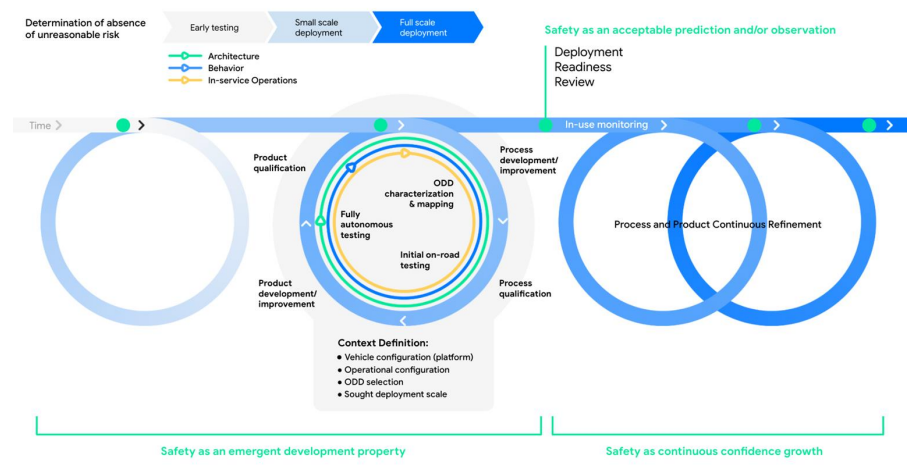 Determination of absence
of unreasonable risk
Early testing
Small scale
deployment
Full scale
deployment
Architecture
Behavior
In-service Operations
Safety as an acceptable prediction and/or observation
Deployment
Readiness
Review
Time
In-use monitoring
Product
qualification
Process
development/
improvement
ODD
characterization
& mapping
Fully
autonomous
testing
Initial on-road
testing
Process and Product Continuous Refinement
Product
development/
improvement
Process
qualification
Context Definition:
• Vehicle configuration (platform)
• Operational configuration
• ODD selection
• Sought deployment scale
Safety as an emergent development property
Safety as continuous confidence growth